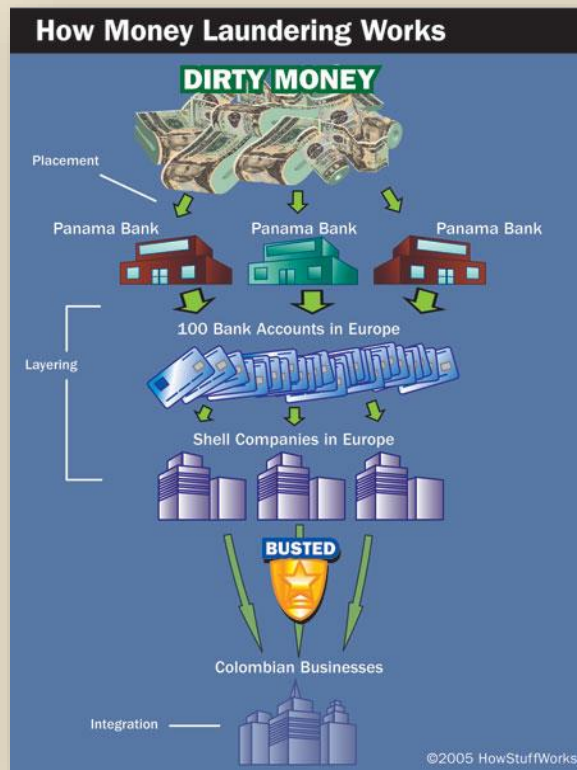 How Money Laundering Works
DIRTY MONEY
Placement
Panama Bank
Panama Bank
Panama Bank
100 Bank Accounts in Europe
Layering
Shell Companies in Europe
BUSTED
Colombian Businesses
Integration
©2005 HowStuffWorks